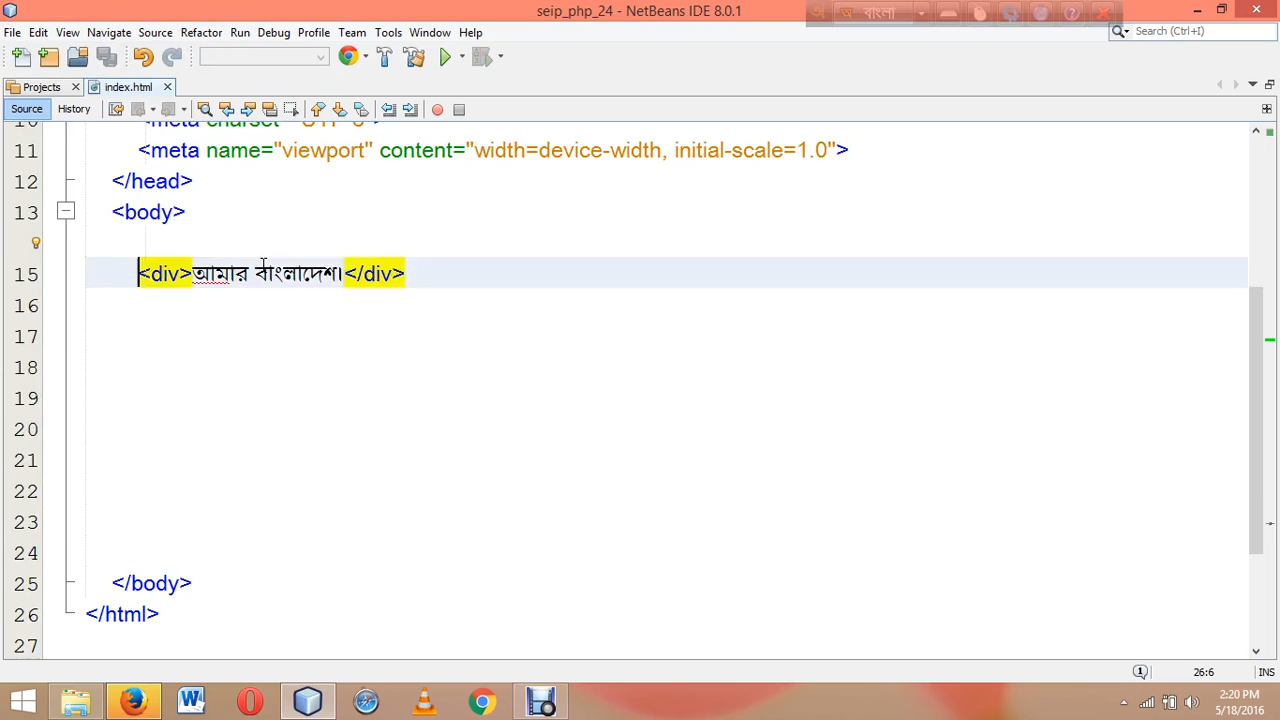 seip_php_24 - NetBeans IDE 8.0.1
অ বাংলা
File Edit View Navigate Source Refactor Run Debug Profile Team Tools Window Help
Search (Ctrl+I)
Projects index.html
Source History
11 <meta name="viewport" content="width=device-width, initial-scale=1.0">
12 </head>
13 <body>
15 <div>আমার বাংলাদেশ।</div>
16
17
18
19
20
21
22
23
24
25 </body>
26 </html>
27
26:6 INS
2:20 PM
5/18/2016